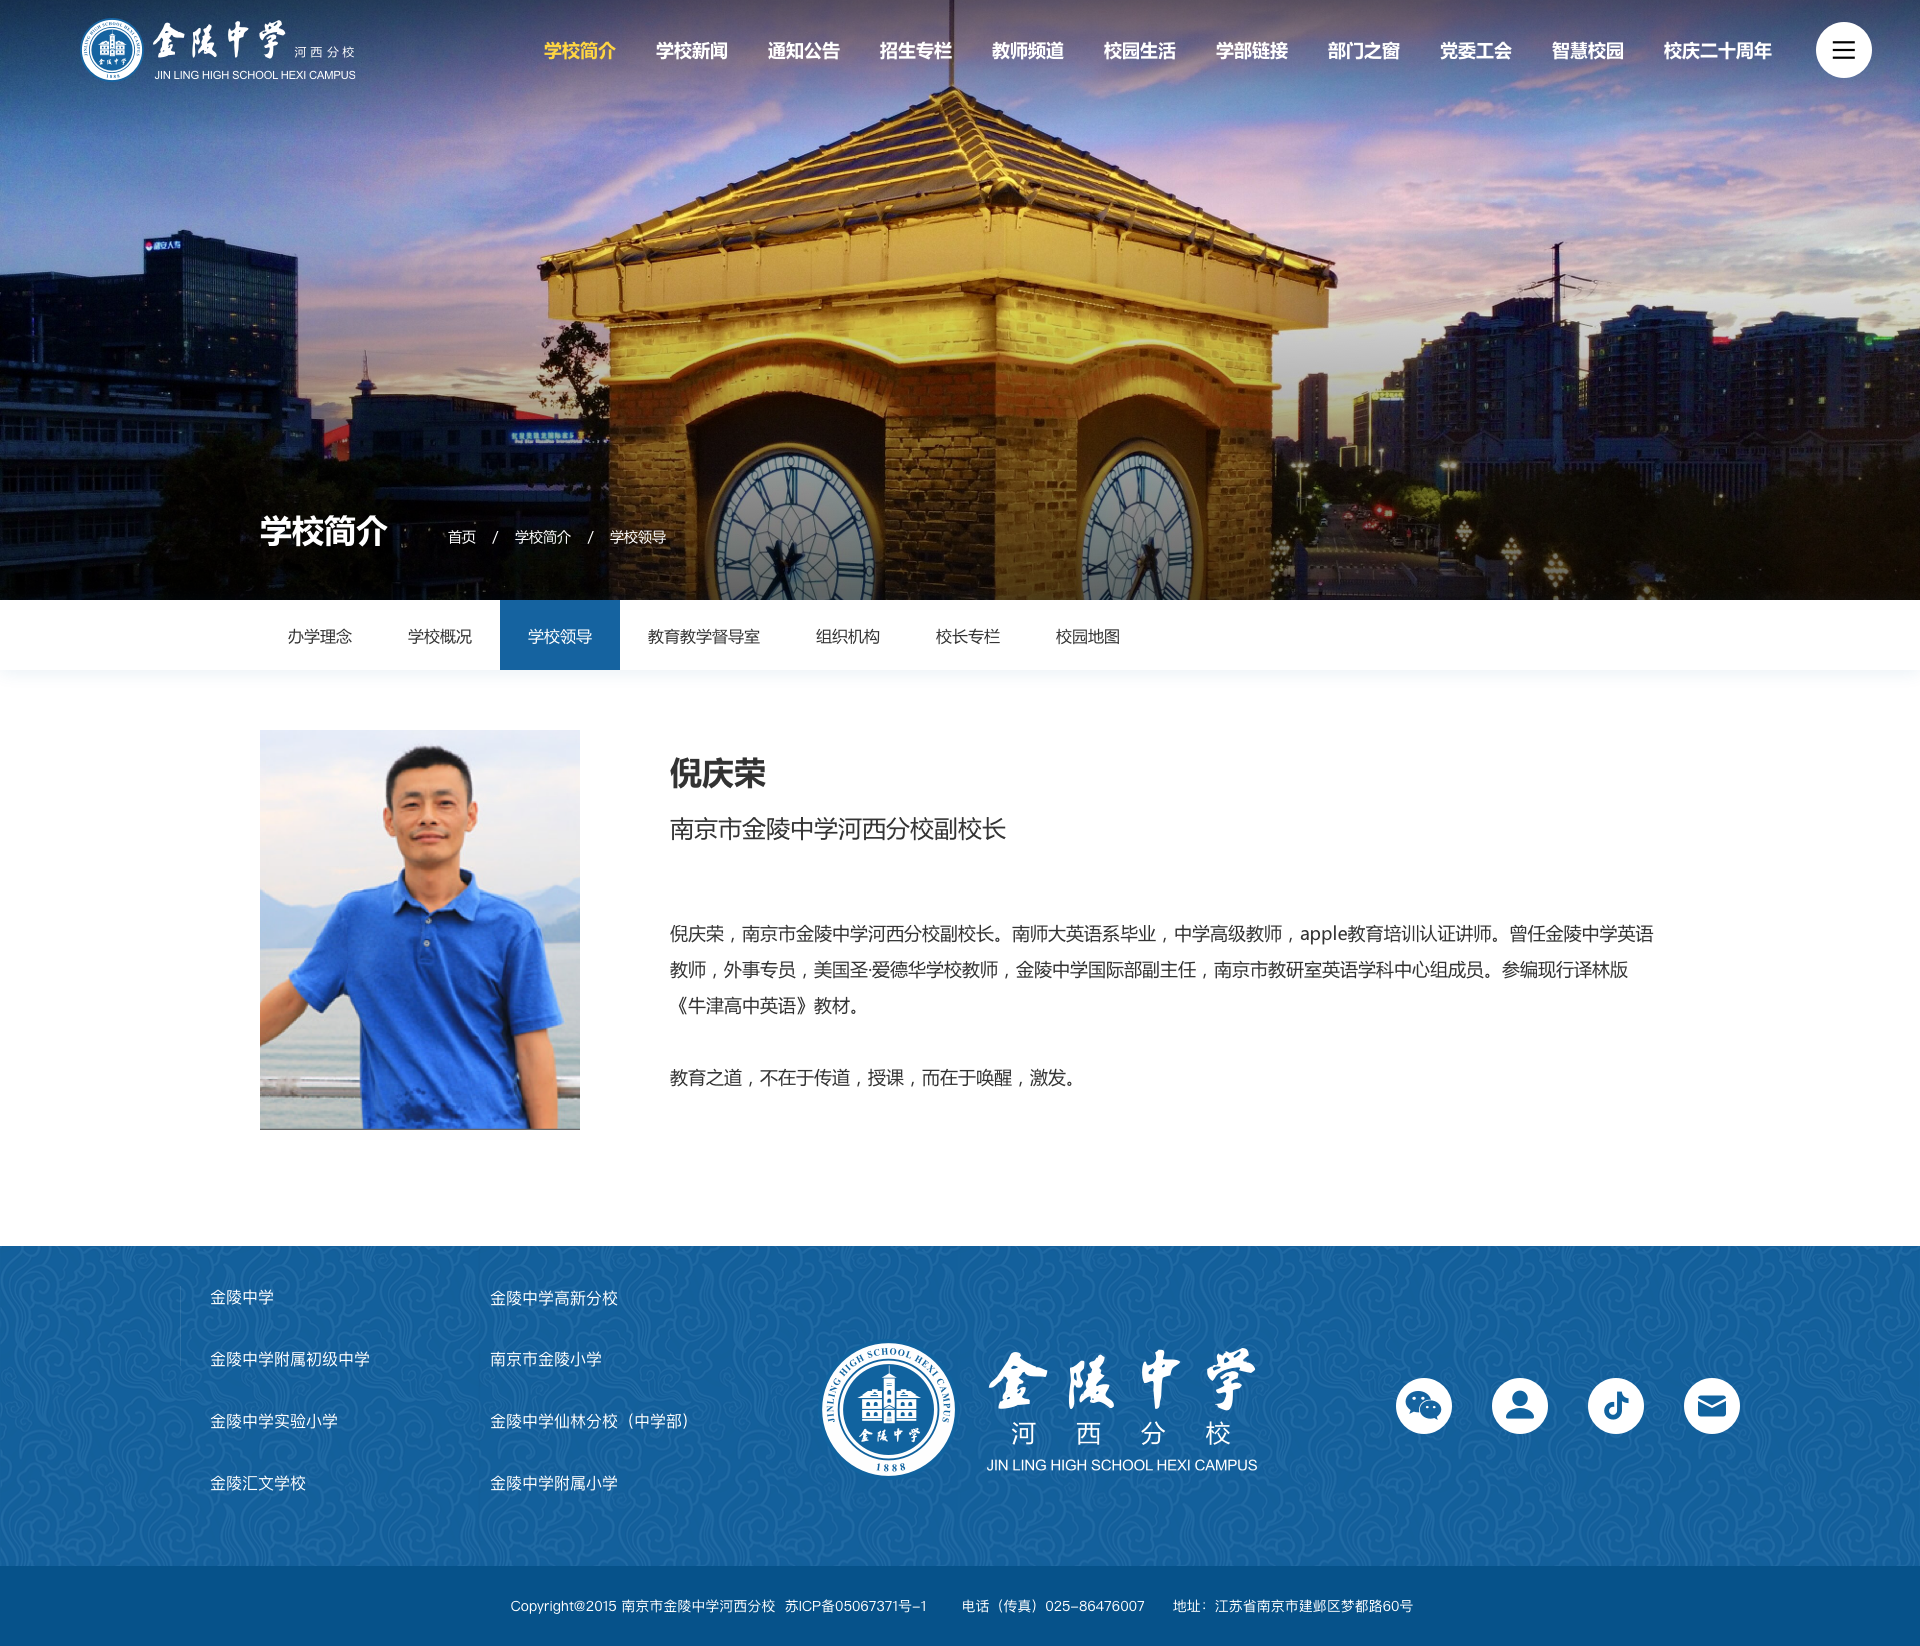 金陵中学 河西分校
JIN LING HIGH SCHOOL HEXI CAMPUS
学校简介 学校新闻 通知公告 招生专栏 教师频道 校园生活 学部链接 部门之窗 党委工会 智慧校园 校庆二十周年
学校简介 首页 / 学校简介 / 学校领导
办学理念 学校概况 学校领导 教育教学督导室 组织机构 校长专栏 校园地图
倪庆荣
南京市金陵中学河西分校副校长
倪庆荣，南京市金陵中学河西分校副校长。南师大英语系毕业，中学高级教师，apple教育培训认证讲师。曾任金陵中学英语
教师，外事专员，美国圣·爱德华学校教师，金陵中学国际部副主任，南京市教研室英语学科中心组成员。参编现行译林版
《牛津高中英语》教材。
教育之道，不在于传道，授课，而在于唤醒，激发。
金陵中学 金陵中学高新分校
金陵中学附属初级中学 南京市金陵小学
金陵中学实验小学 金陵中学仙林分校（中学部）
金陵汇文学校 金陵中学附属小学
JINLING HIGH SCHOOL HEXI CAMPUS
金陵中学
1888
金陵中学
河西分校
JIN LING HIGH SCHOOL HEXI CAMPUS
Copyright@2015 南京市金陵中学河西分校 苏ICP备05067371号-1 电话（传真）025-86476007 地址：江苏省南京市建邺区梦都路60号